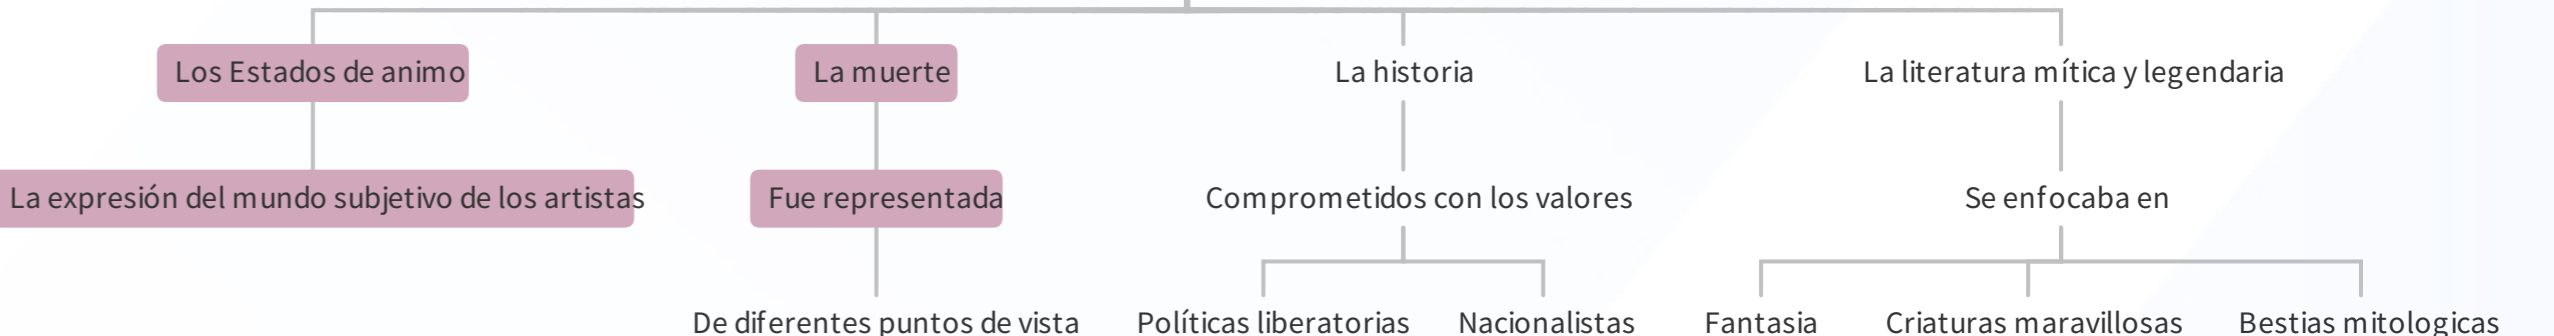 Los Estados de animo
La muerte
La historia
La literatura mítica y legendaria
La expresión del mundo subjetivo de los artistas
Fue representada
Comprometidos con los valores
Se enfocaba en
De diferentes puntos de vista
Políticas liberatorias
Nacionalistas
Fantasia
Criaturas maravillosas
Bestias mitologicas